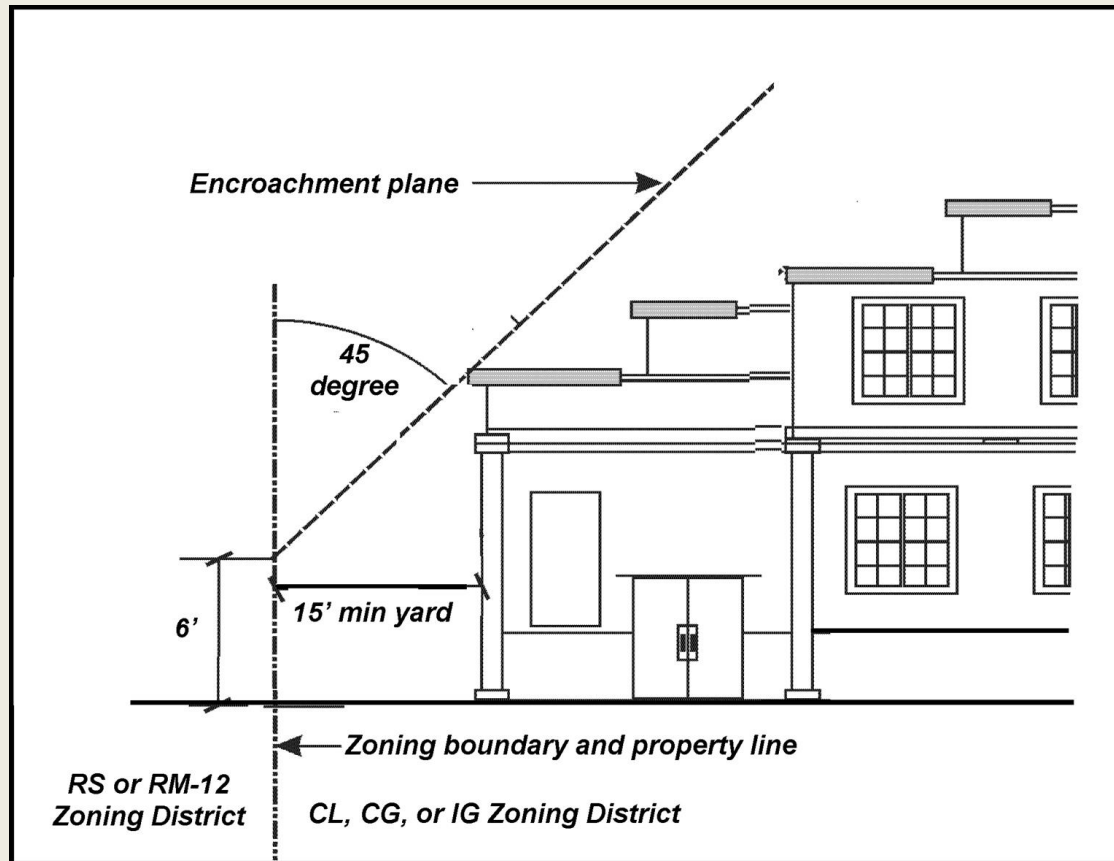 Encroachment plane
45
degree
15’ min yard
6’
Zoning boundary and property line
RS or RM-12
Zoning District
CL, CG, or IG Zoning District